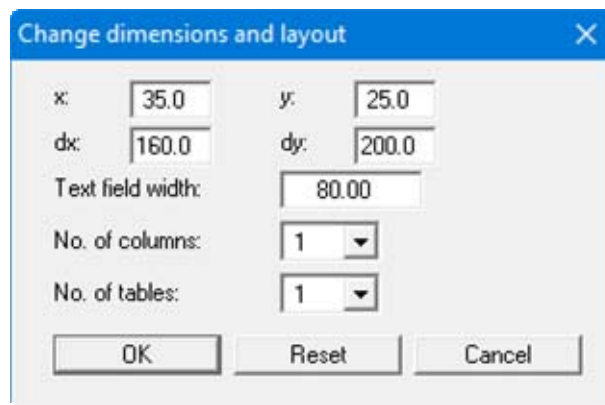 Change dimensions and layout
x: 35.0 y: 25.0
dx: 160.0 dy: 200.0
Text field width: 80.00
No. of columns: 1
No. of tables: 1
OK Reset Cancel